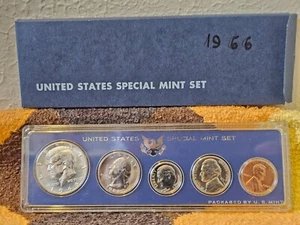 1966
UNITED STATES SPECIAL MINT SET
UNITED STATES SPECIAL MINT SET
PACKAGED BY U.S. MINT